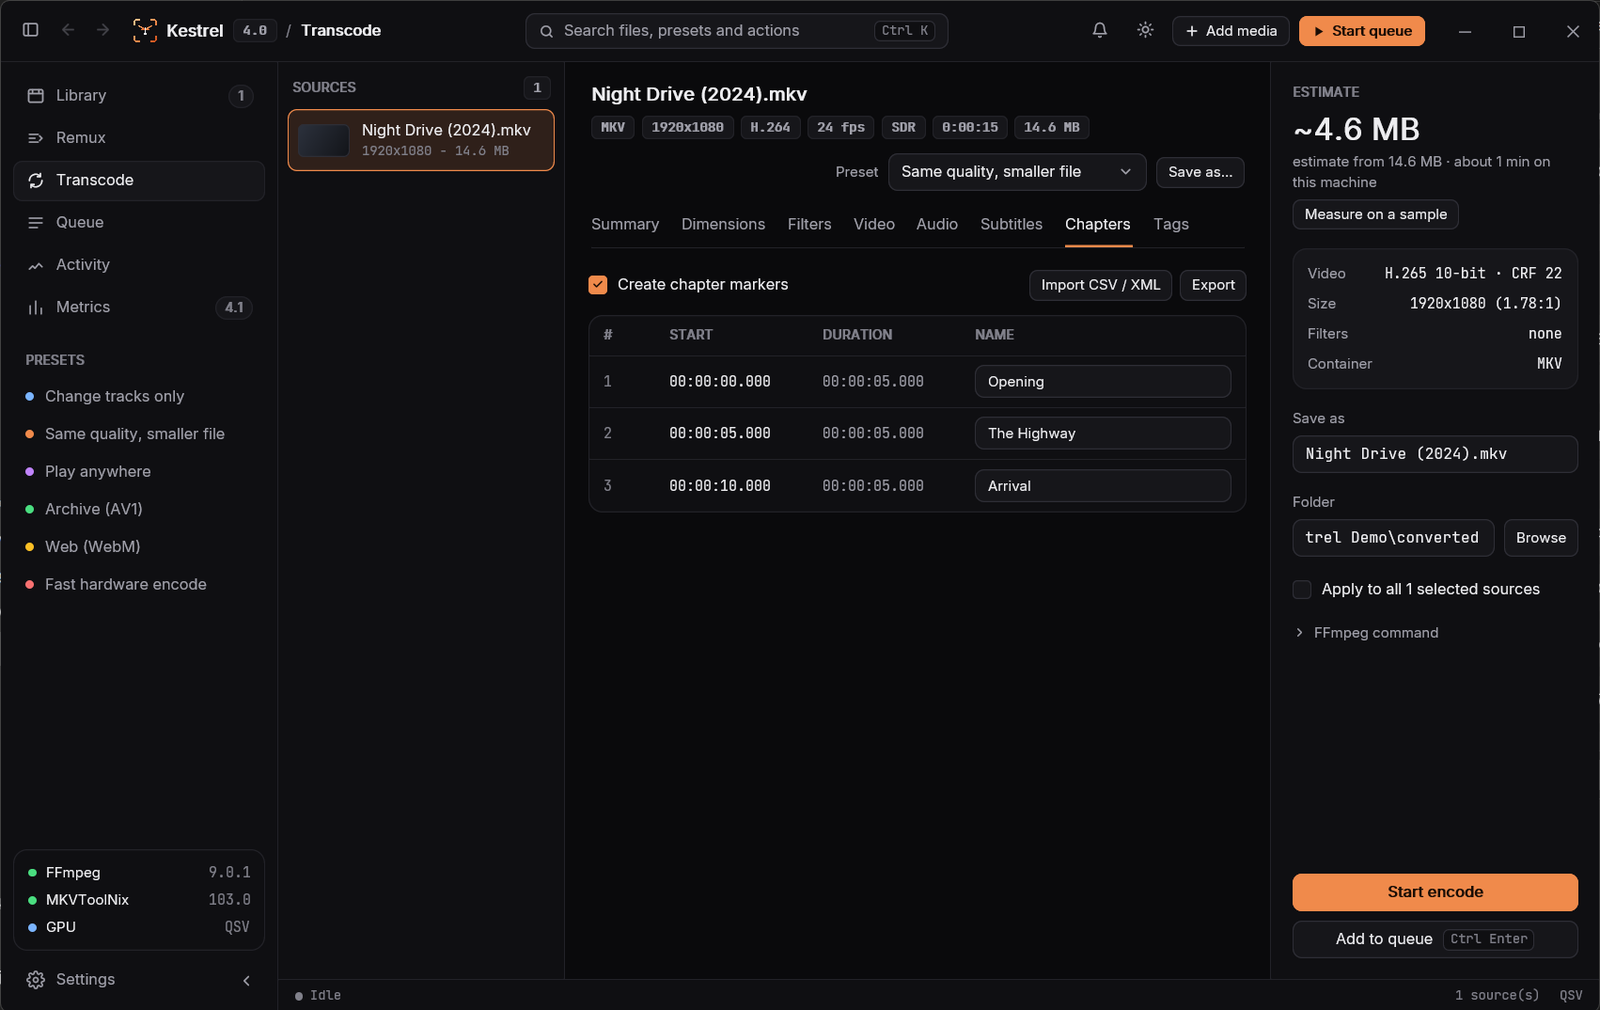 Kestrel 4.0 / Transcode
Search files, presets and actions Ctrl K
Add media
Start queue
Library 1
Remux
Transcode
Queue
Activity
Metrics 4.1
PRESETS
Change tracks only
Same quality, smaller file
Play anywhere
Archive (AV1)
Web (WebM)
Fast hardware encode
FFmpeg 9.0.1
MKVToolNix 103.0
GPU QSV
Settings
SOURCES 1
Night Drive (2024).mkv
1920x1080 - 14.6 MB
Night Drive (2024).mkv
MKV 1920x1080 H.264 24 fps SDR 0:00:15 14.6 MB
Preset Same quality, smaller file Save as...
Summary Dimensions Filters Video Audio Subtitles Chapters Tags
Create chapter markers Import CSV / XML Export
# START DURATION NAME
1 00:00:00.000 00:00:05.000 Opening
2 00:00:05.000 00:00:05.000 The Highway
3 00:00:10.000 00:00:05.000 Arrival
ESTIMATE
~4.6 MB
estimate from 14.6 MB · about 1 min on
this machine
Measure on a sample
Video H.265 10-bit · CRF 22
Size 1920x1080 (1.78:1)
Filters none
Container MKV
Save as
Night Drive (2024).mkv
Folder
trel Demo\converted Browse
Apply to all 1 selected sources
FFmpeg command
Start encode
Add to queue Ctrl Enter
Idle
1 source(s) QSV